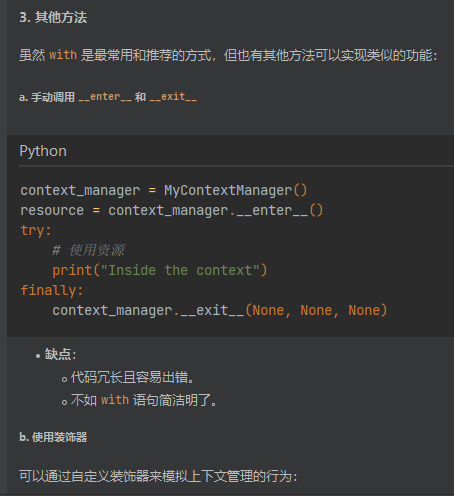 3. 其他方法
虽然 with 是最常用和推荐的方式，但也有其他方法可以实现类似的功能：
a. 手动调用 __enter__ 和 __exit__
Python
context_manager = MyContextManager()
resource = context_manager.__enter__()
try:
    # 使用资源
    print("Inside the context")
finally:
    context_manager.__exit__(None, None, None)
• 缺点：
○ 代码冗长且容易出错。
○ 不如 with 语句简洁明了。
b. 使用装饰器
可以通过自定义装饰器来模拟上下文管理的行为：